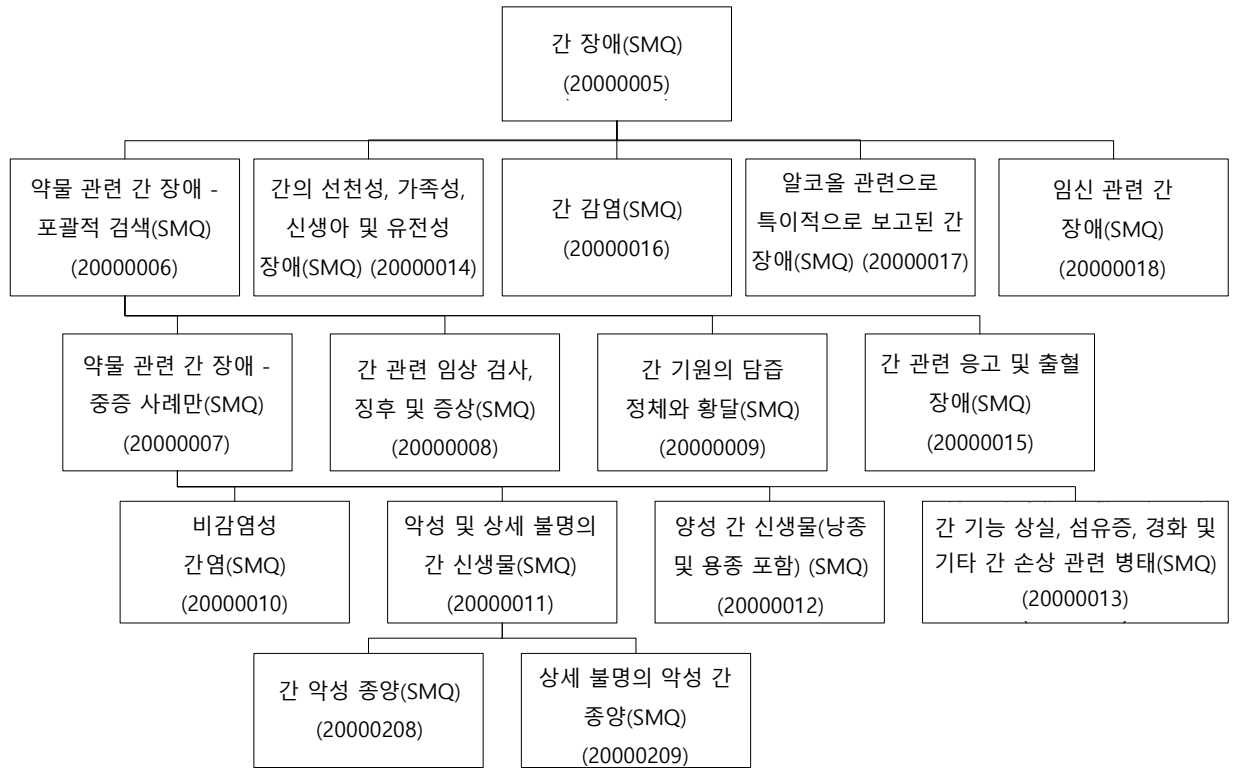 간 장애(SMQ)
(20000005)
약물 관련 간 장애 -
포괄적 검색(SMQ)
(20000006)
간의 선천성, 가족성,
신생아 및 유전성
장애(SMQ) (20000014)
간 감염(SMQ)
(20000016)
알코올 관련으로
특이적으로 보고된 간
장애(SMQ) (20000017)
임신 관련 간
장애(SMQ)
(20000018)
약물 관련 간 장애 -
중증 사례만(SMQ)
(20000007)
간 관련 임상 검사,
징후 및 증상(SMQ)
(20000008)
간 기원의 담즙
정체와 황달(SMQ)
(20000009)
간 관련 응고 및 출혈
장애(SMQ)
(20000015)
비감염성
간염(SMQ)
(20000010)
악성 및 상세 불명의
간 신생물(SMQ)
(20000011)
양성 간 신생물(낭종
및 용종 포함) (SMQ)
(20000012)
간 기능 상실, 섬유증, 경화 및
기타 간 손상 관련 병태(SMQ)
(20000013)
간 악성 종양(SMQ)
(20000208)
상세 불명의 악성 간
종양(SMQ)
(20000209)